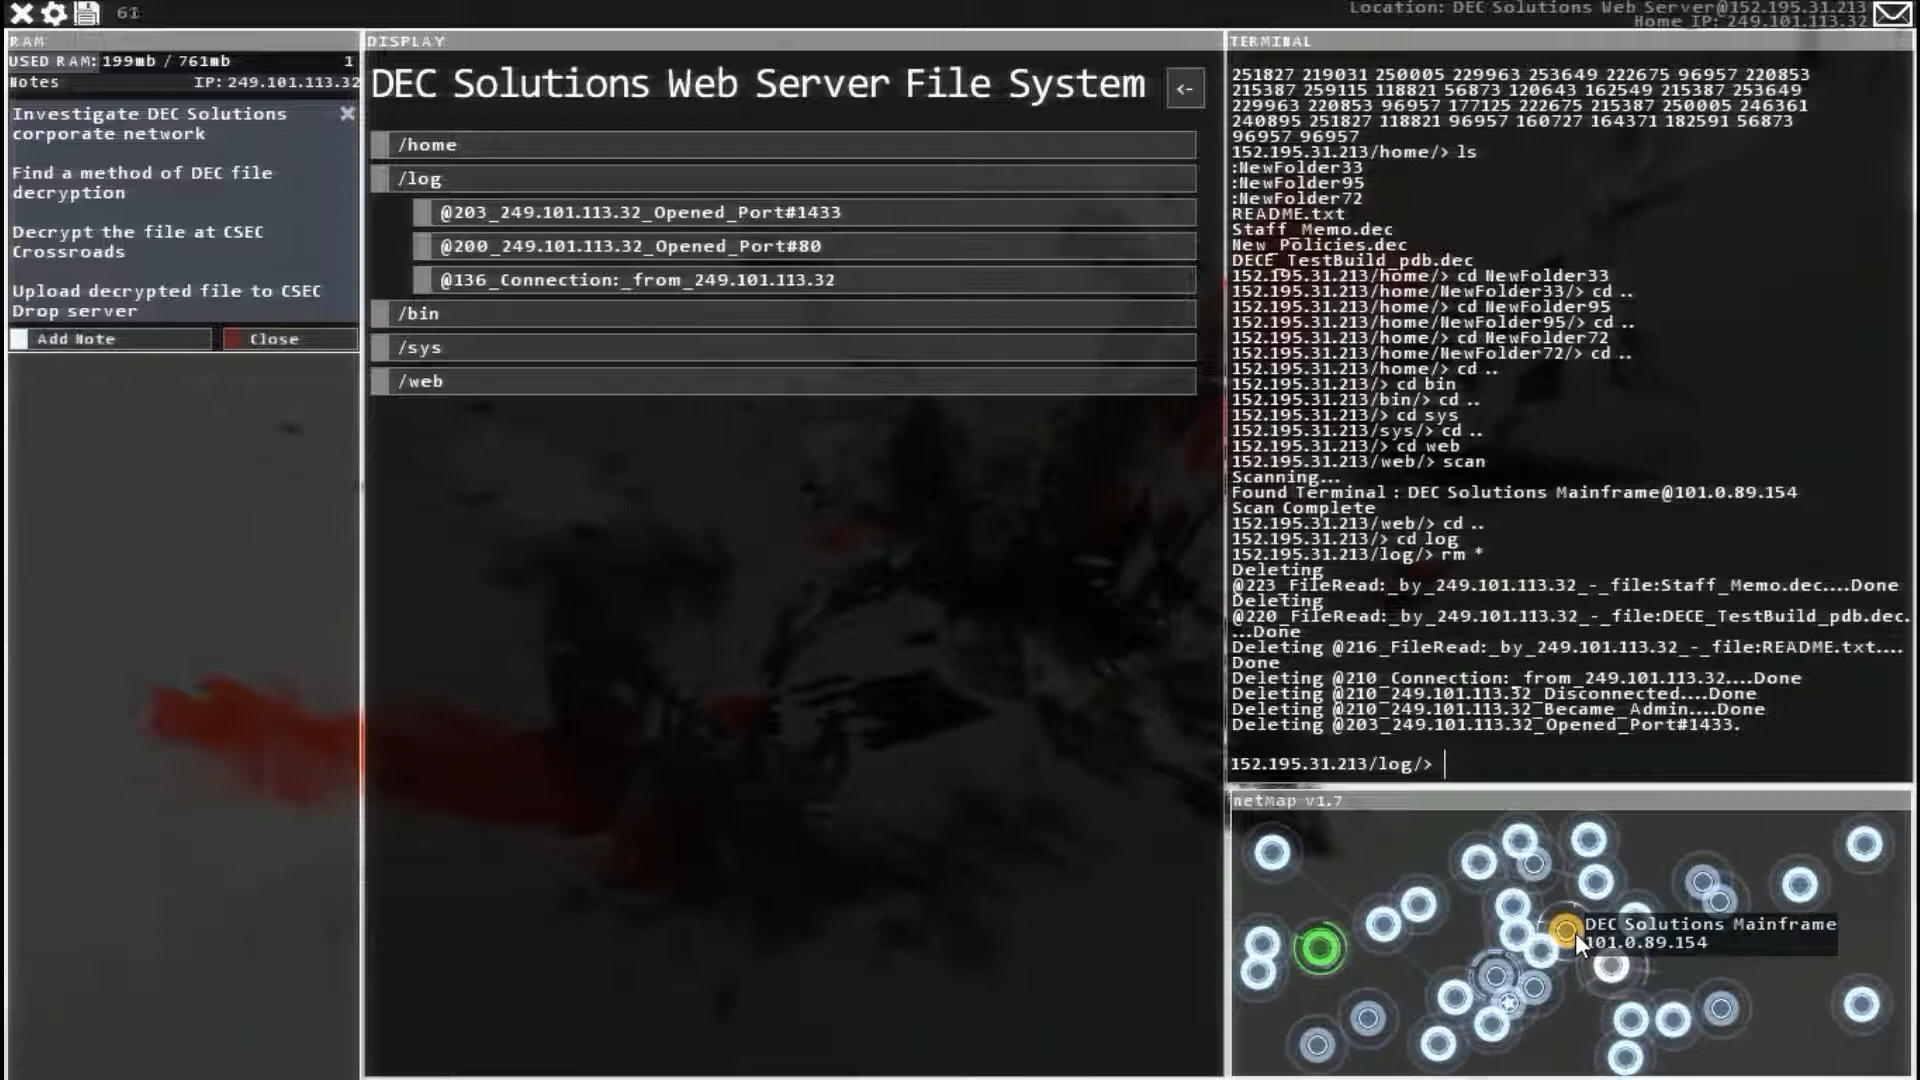 61
Location: DEC Solutions Web Server@152.195.31.213
Home IP: 249.101.113.32
RAM
USED RAM: 199mb / 761mb 1
Notes IP: 249.101.113.32
Investigate DEC Solutions
corporate network
Find a method of DEC file
decryption
Decrypt the file at CSEC
Crossroads
Upload decrypted file to CSEC
Drop server
Add Note Close
DISPLAY
DEC Solutions Web Server File System
<-
/home
/log
@203_249.101.113.32_Opened_Port#1433
@200_249.101.113.32_Opened_Port#80
@136_Connection:_from_249.101.113.32
/bin
/sys
/web
TERMINAL
251827 219031 250005 229963 253649 222675 96957 220853
215387 259115 118821 56873 120643 162549 215387 253649
229963 220853 96957 177125 222675 215387 250005 246361
240895 251827 118821 96957 160727 164371 182591 56873
96957 96957
152.195.31.213/home/> ls
:NewFolder33
:NewFolder95
:NewFolder72
README.txt
Staff_Memo.dec
New_Policies.dec
DECE_TestBuild_pdb.dec
152.195.31.213/home/> cd NewFolder33
152.195.31.213/home/NewFolder33/> cd ..
152.195.31.213/home/> cd NewFolder95
152.195.31.213/home/NewFolder95/> cd ..
152.195.31.213/home/> cd NewFolder72
152.195.31.213/home/NewFolder72/> cd ..
152.195.31.213/home/> cd ..
152.195.31.213/> cd bin
152.195.31.213/bin/> cd ..
152.195.31.213/> cd sys
152.195.31.213/sys/> cd ..
152.195.31.213/> cd web
152.195.31.213/web/> scan
Scanning...
Found Terminal : DEC Solutions Mainframe@101.0.89.154
Scan Complete
152.195.31.213/web/> cd ..
152.195.31.213/> cd log
152.195.31.213/log/> rm *
Deleting
@223_FileRead:_by_249.101.113.32_-_file:Staff_Memo.dec....Done
Deleting
@220_FileRead:_by_249.101.113.32_-_file:DECE_TestBuild_pdb.dec.
...Done
Deleting @216_FileRead:_by_249.101.113.32_-_file:README.txt....
Done
Deleting @210_Connection:_from_249.101.113.32....Done
Deleting @210_249.101.113.32_Disconnected....Done
Deleting @210_249.101.113.32_Became_Admin....Done
Deleting @203_249.101.113.32_Opened_Port#1433.
152.195.31.213/log/>
netMap v1.7
DEC Solutions Mainframe
101.0.89.154